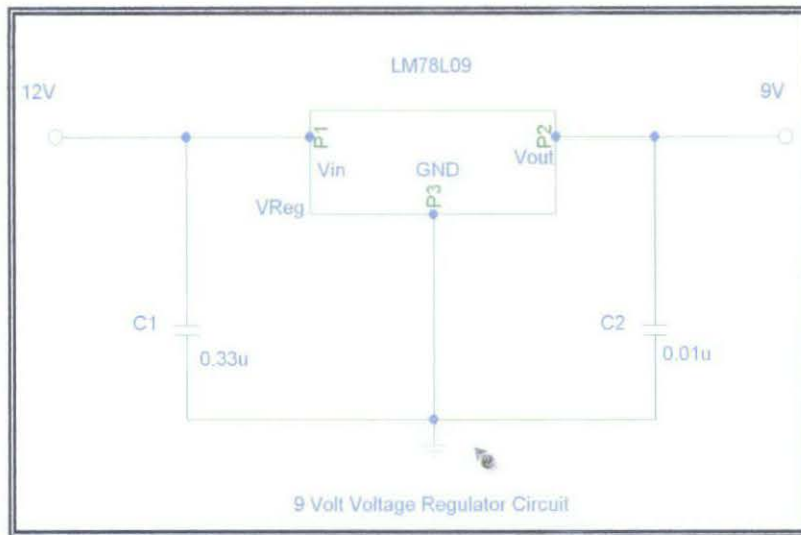 LM78L09
12V
9V
P1
P2
Vin
GND
Vout
P3
VReg
C1
0.33u
C2
0.01u
9 Volt Voltage Regulator Circuit